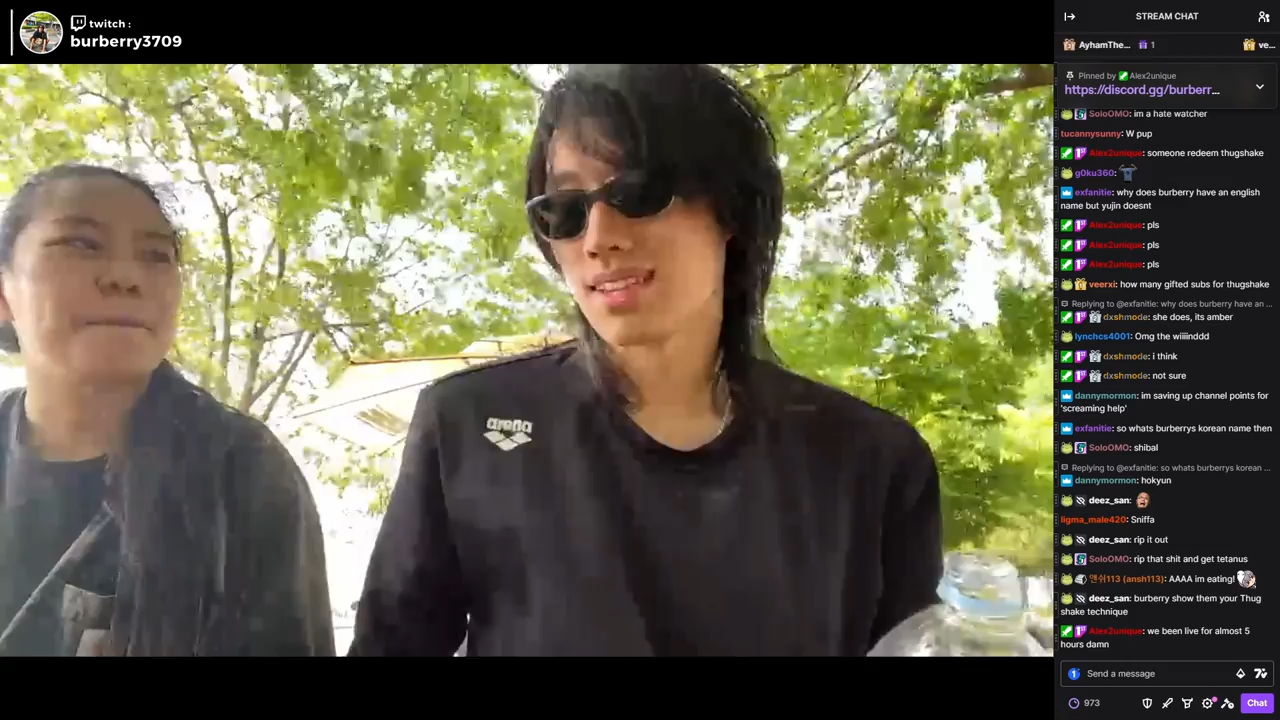 twitch :
burberry3709
STREAM CHAT
AyhamThe... 1
ve...
Pinned by Alex2unique
https://discord.gg/burberr...
SoloOMO: im a hate watcher
tucannysunny: W pup
Alex2unique: someone redeem thugshake
g0ku360:
exfanitie: why does burberry have an english
name but yujin doesnt
Alex2unique: pls
Alex2unique: pls
Alex2unique: pls
veerxi: how many gifted subs for thugshake
Replying to @exfanitie: why does burberry have an ...
dxshmode: she does, its amber
lynchcs4001: Omg the wiiinddd
dxshmode: i think
dxshmode: not sure
dannymormon: im saving up channel points for
'screaming help'
exfanitie: so whats burberrys korean name then
SoloOMO: shibal
Replying to @exfanitie: so whats burberrys korean ...
dannymormon: hokyun
deez_san:
ligma_male420: Sniffa
deez_san: rip it out
SoloOMO: rip that shit and get tetanus
앤쉬113 (ansh113): AAAA im eating!
deez_san: burberry show them your Thug
shake technique
Alex2unique: we been live for almost 5
hours damn
Send a message
973
Chat
arena